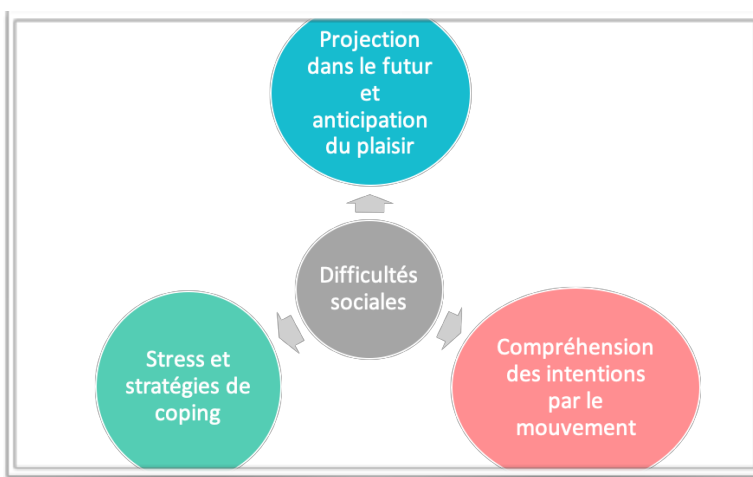 Projection
dans le futur
et
anticipation
du plaisir
Difficultés
sociales
Stress et
stratégies de
coping
Compréhension
des intentions
par le
mouvement